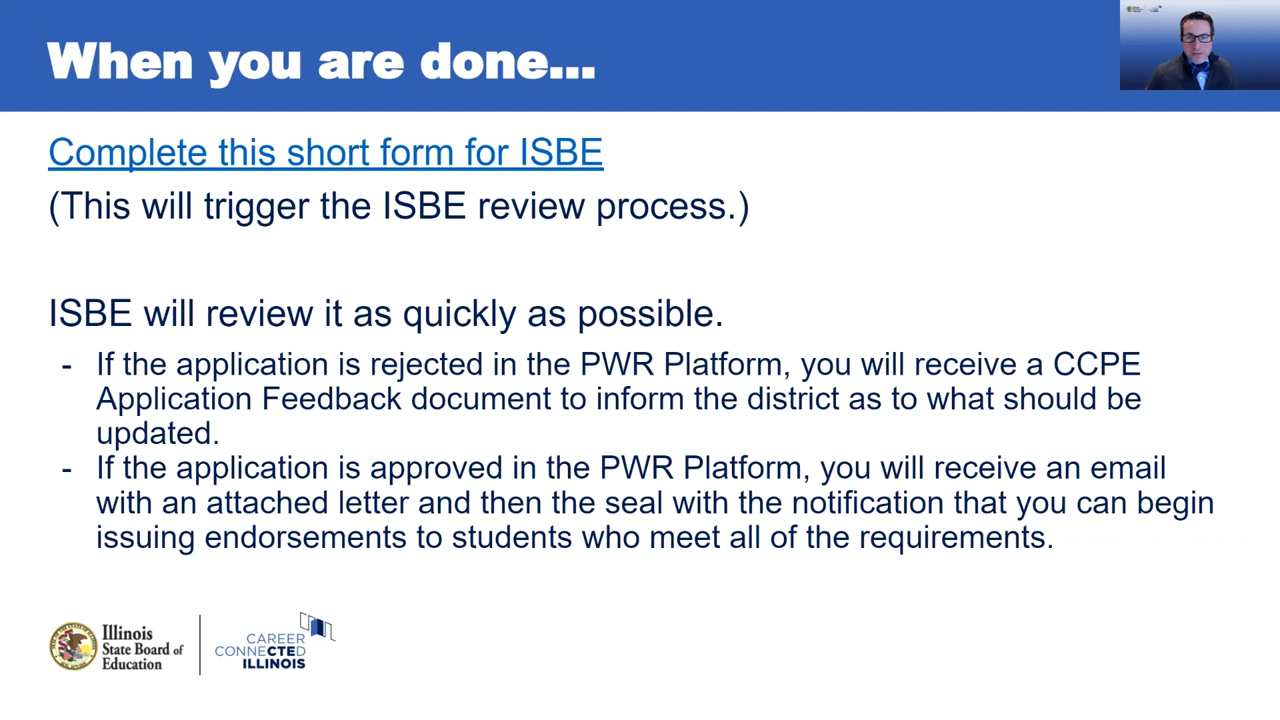 When you are done...
Complete this short form for ISBE
(This will trigger the ISBE review process.)
ISBE will review it as quickly as possible.
- If the application is rejected in the PWR Platform, you will receive a CCPE
Application Feedback document to inform the district as to what should be
updated.
- If the application is approved in the PWR Platform, you will receive an email
with an attached letter and then the seal with the notification that you can begin
issuing endorsements to students who meet all of the requirements.
Illinois
State Board of
Education
CAREER
CONNECTED
ILLINOIS